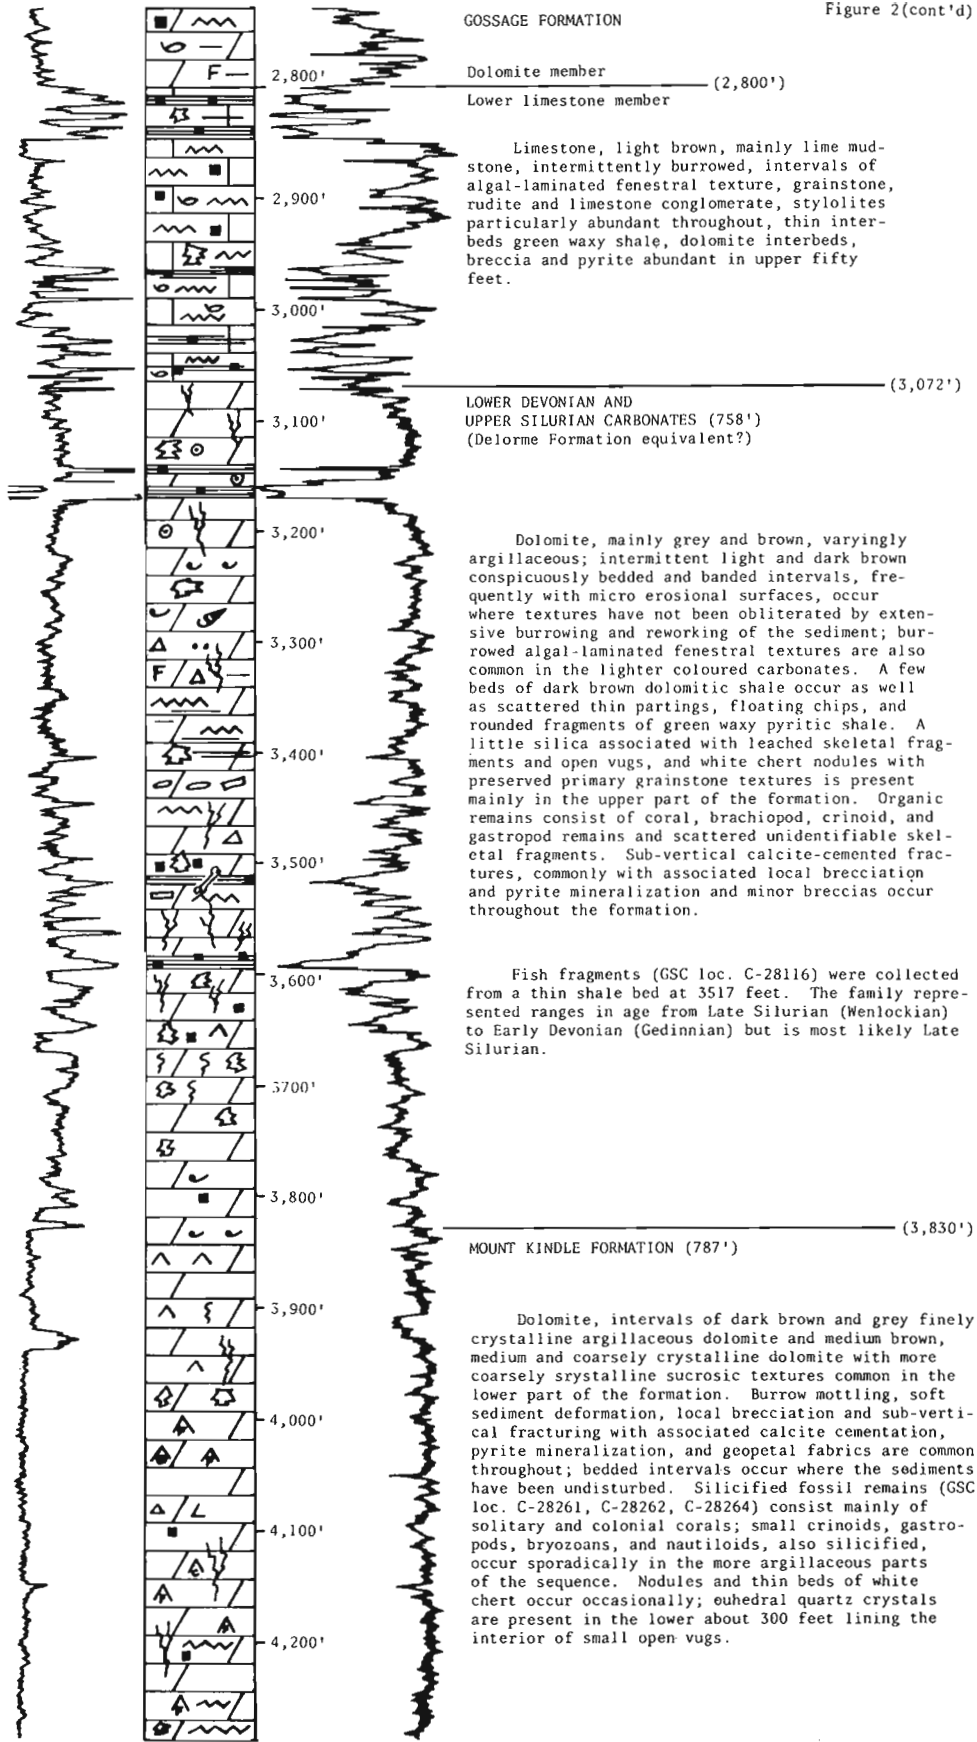 Figure 2(cont'd)
GOSSAGE FORMATION
Dolomite member
(2,800')
Lower limestone member
Limestone, light brown, mainly lime mud-
stone, intermittently burrowed, intervals of
algal-laminated fenestral texture, grainstone,
rudite and limestone conglomerate, stylolites
particularly abundant throughout, thin inter-
beds green waxy shale, dolomite interbeds,
breccia and pyrite abundant in upper fifty
feet.
(3,072')
LOWER DEVONIAN AND
UPPER SILURIAN CARBONATES (758')
(Delorme Formation equivalent?)
Dolomite, mainly grey and brown, varyingly
argillaceous; intermittent light and dark brown
conspicuously bedded and banded intervals, fre-
quently with micro erosional surfaces, occur
where textures have not been obliterated by exten-
sive burrowing and reworking of the sediment; bur-
rowed algal-laminated fenestral textures are also
common in the lighter coloured carbonates. A few
beds of dark brown dolomitic shale occur as well
as scattered thin partings, floating chips, and
rounded fragments of green waxy pyritic shale. A
little silica associated with leached skeletal frag-
ments and open vugs, and white chert nodules with
preserved primary grainstone textures is present
mainly in the upper part of the formation. Organic
remains consist of coral, brachiopod, crinoid, and
gastropod remains and scattered unidentifiable skel-
etal fragments. Sub-vertical calcite-cemented frac-
tures, commonly with associated local brecciation
and pyrite mineralization and minor breccias occur
throughout the formation.
Fish fragments (GSC loc. C-28116) were collected
from a thin shale bed at 3517 feet. The family repre-
sented ranges in age from Late Silurian (Wenlockian)
to Early Devonian (Gedinnian) but is most likely Late
Silurian.
(3,830')
MOUNT KINDLE FORMATION (787')
Dolomite, intervals of dark brown and grey finely
crystalline argillaceous dolomite and medium brown,
medium and coarsely crystalline dolomite with more
coarsely srystalline sucrosic textures common in the
lower part of the formation. Burrow mottling, soft
sediment deformation, local brecciation and sub-verti-
cal fracturing with associated calcite cementation,
pyrite mineralization, and geopetal fabrics are common
throughout; bedded intervals occur where the sediments
have been undisturbed. Silicified fossil remains (GSC
loc. C-28261, C-28262, C-28264) consist mainly of
solitary and colonial corals; small crinoids, gastro-
pods, bryozoans, and nautiloids, also silicified,
occur sporadically in the more argillaceous parts
of the sequence. Nodules and thin beds of white
chert occur occasionally; euhedral quartz crystals
are present in the lower about 300 feet lining the
interior of small open vugs.
F
2,800'
2,900'
3,000'
3,100'
3,200'
3,300'
F
3,400'
3,500'
3,600'
3700'
3,800'
3,900'
4,000'
L
4,100'
4,200'